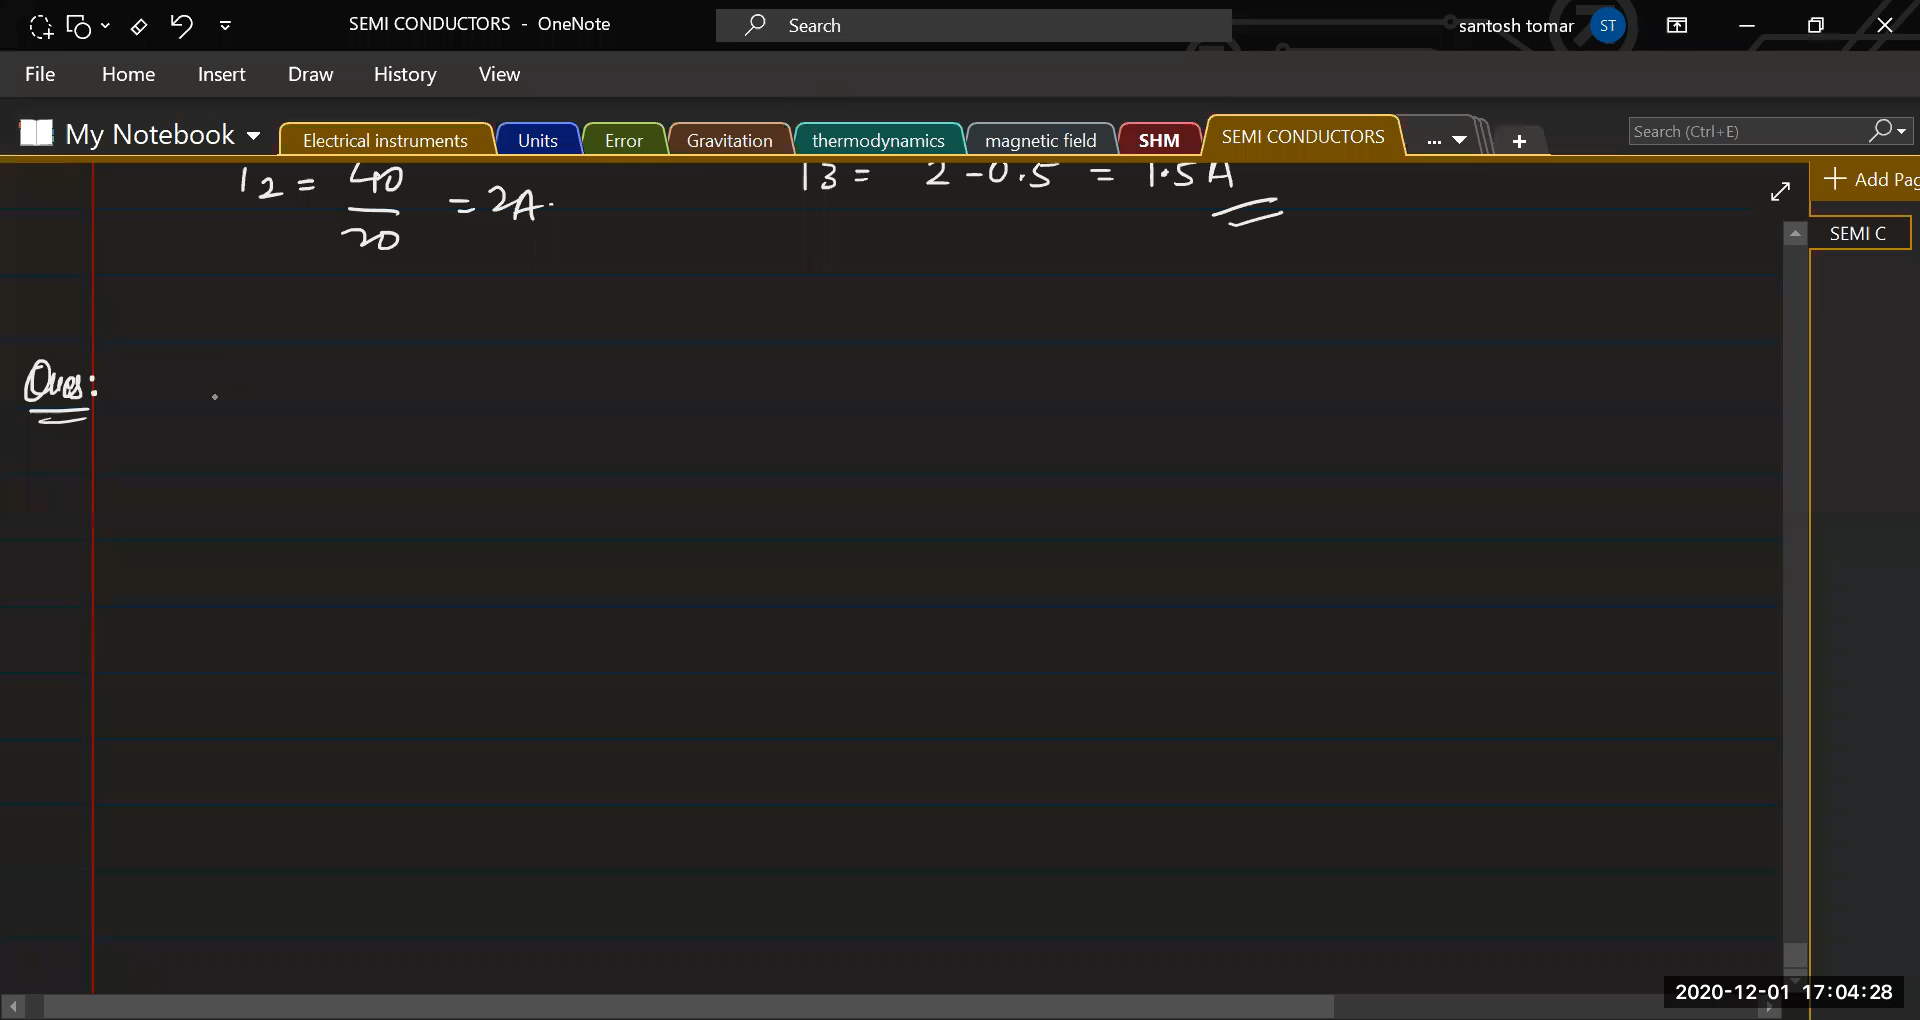 SEMI CONDUCTORS - OneNote
Search
santosh tomar ST
File Home Insert Draw History View
My Notebook
Electrical instruments Units Error Gravitation thermodynamics magnetic field SHM SEMI CONDUCTORS ... +
Search (Ctrl+E)
+ Add Pag
SEMI C
I2 = 40/20 = 2A.
I3 = 2 - 0.5 = 1.5 A
Ques:
2020-12-01 17:04:28